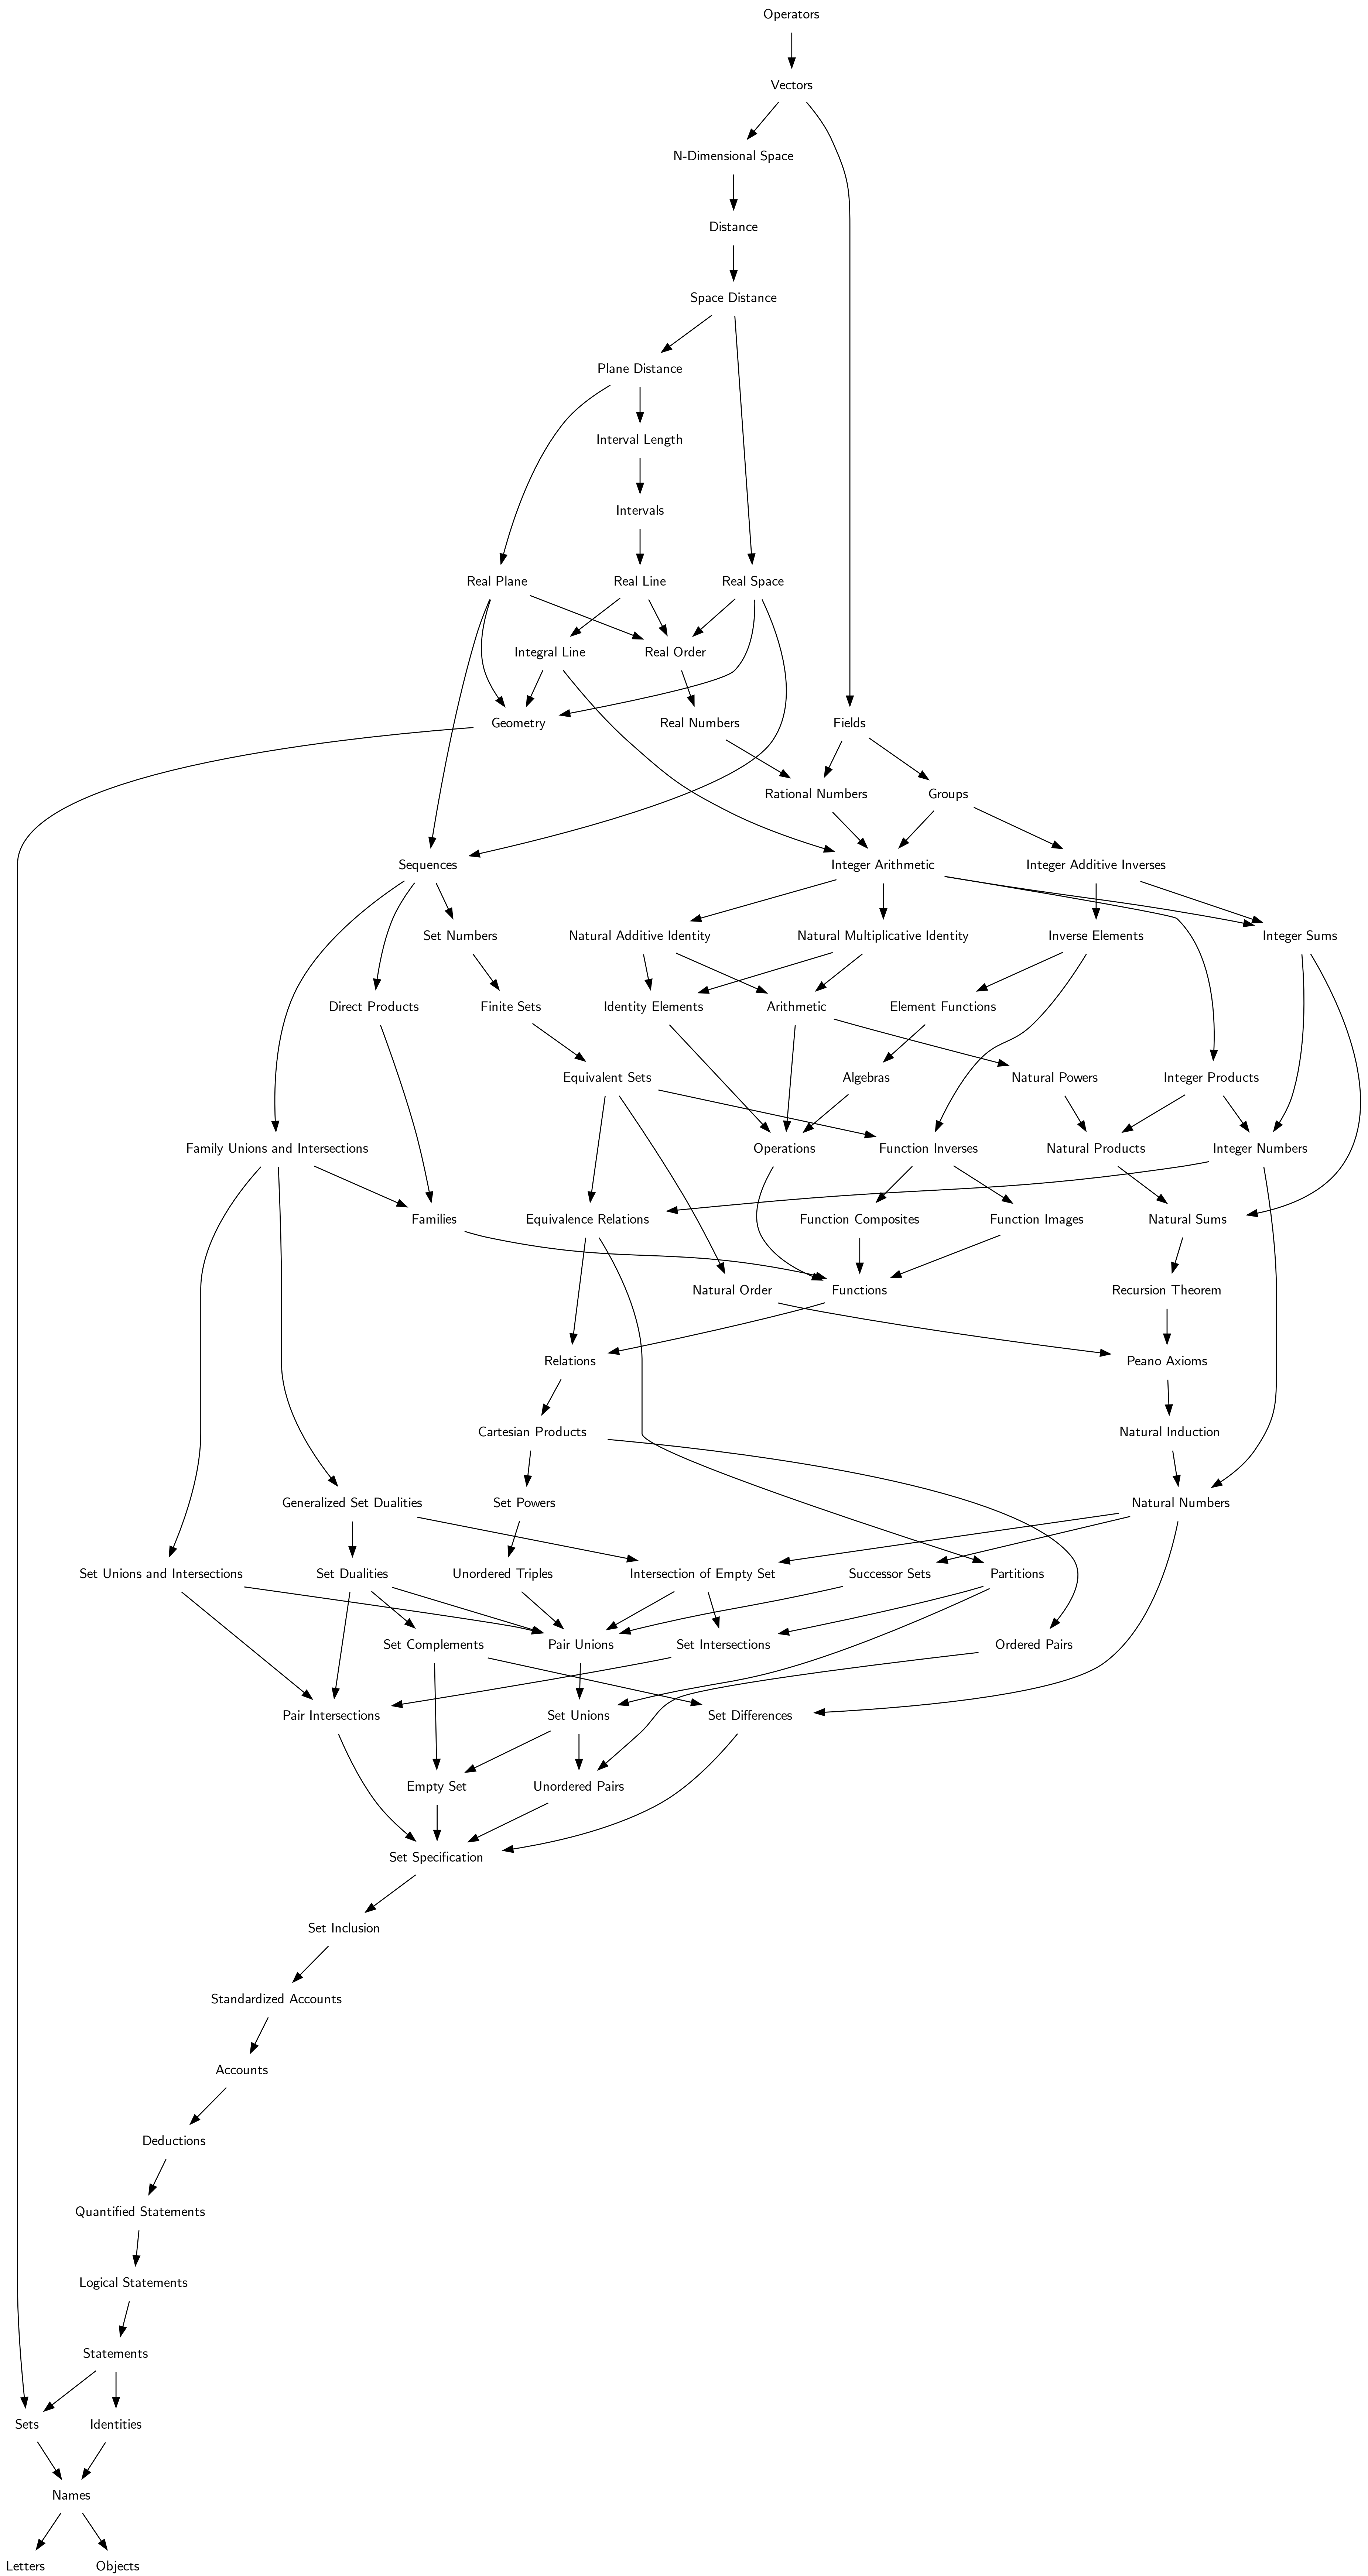 Operators
Vectors
N-Dimensional Space
Distance
Space Distance
Plane Distance
Interval Length
Intervals
Real Plane
Real Line
Real Space
Integral Line
Real Order
Geometry
Real Numbers
Fields
Rational Numbers
Groups
Sequences
Integer Arithmetic
Integer Additive Inverses
Set Numbers
Natural Additive Identity
Natural Multiplicative Identity
Inverse Elements
Integer Sums
Direct Products
Finite Sets
Identity Elements
Arithmetic
Element Functions
Equivalent Sets
Algebras
Natural Powers
Integer Products
Family Unions and Intersections
Operations
Function Inverses
Natural Products
Integer Numbers
Families
Equivalence Relations
Function Composites
Function Images
Natural Sums
Natural Order
Functions
Recursion Theorem
Relations
Peano Axioms
Cartesian Products
Natural Induction
Generalized Set Dualities
Set Powers
Natural Numbers
Set Unions and Intersections
Set Dualities
Unordered Triples
Intersection of Empty Set
Successor Sets
Partitions
Set Complements
Pair Unions
Set Intersections
Ordered Pairs
Pair Intersections
Set Unions
Set Differences
Empty Set
Unordered Pairs
Set Specification
Set Inclusion
Standardized Accounts
Accounts
Deductions
Quantified Statements
Logical Statements
Statements
Sets
Identities
Names
Letters
Objects